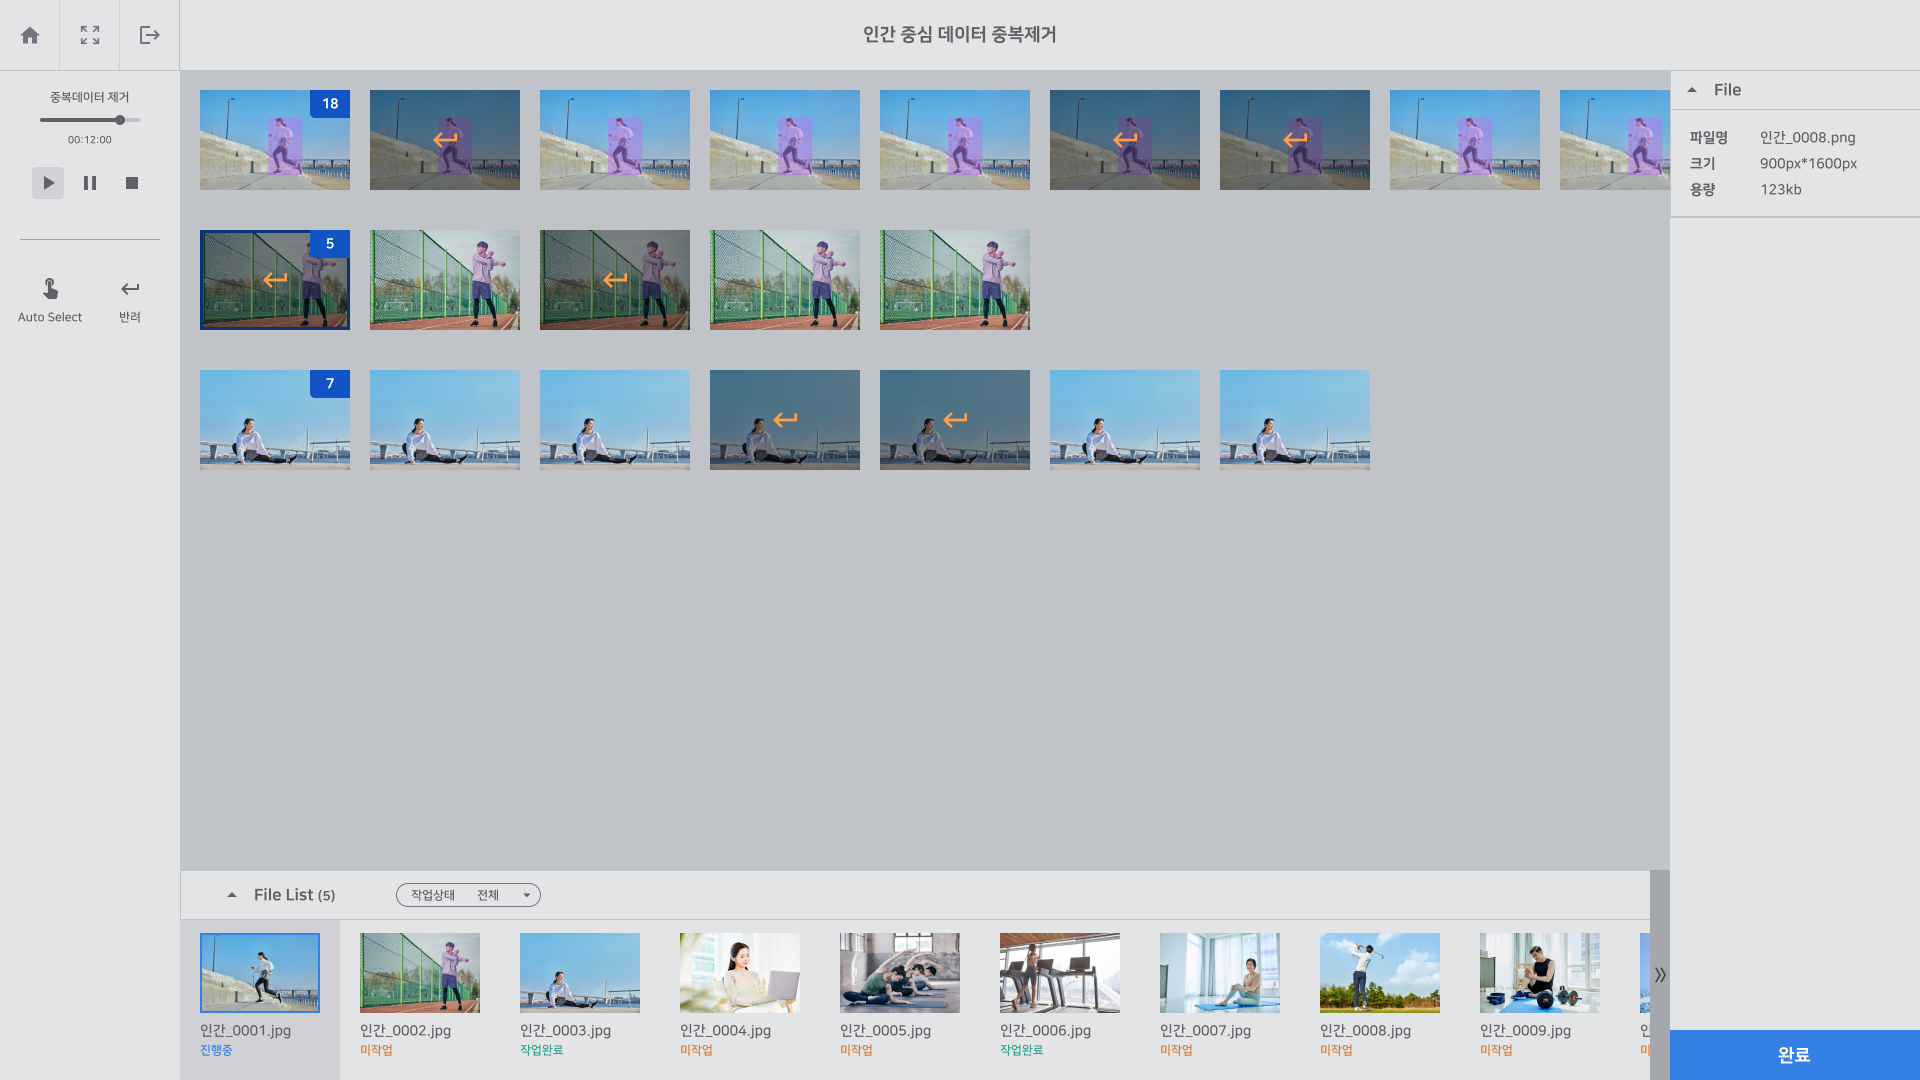 인간 중심 데이터 중복제거
중복데이터 제거
00:12:00
Auto Select
반려
18
5
7
File
파일명 인간_0008.png
크기 900px*1600px
용량 123kb
File List (5)
작업상태 전체
인간_0001.jpg
진행중
인간_0002.jpg
미작업
인간_0003.jpg
작업완료
인간_0004.jpg
미작업
인간_0005.jpg
미작업
인간_0006.jpg
작업완료
인간_0007.jpg
미작업
인간_0008.jpg
미작업
인간_0009.jpg
미작업
완료